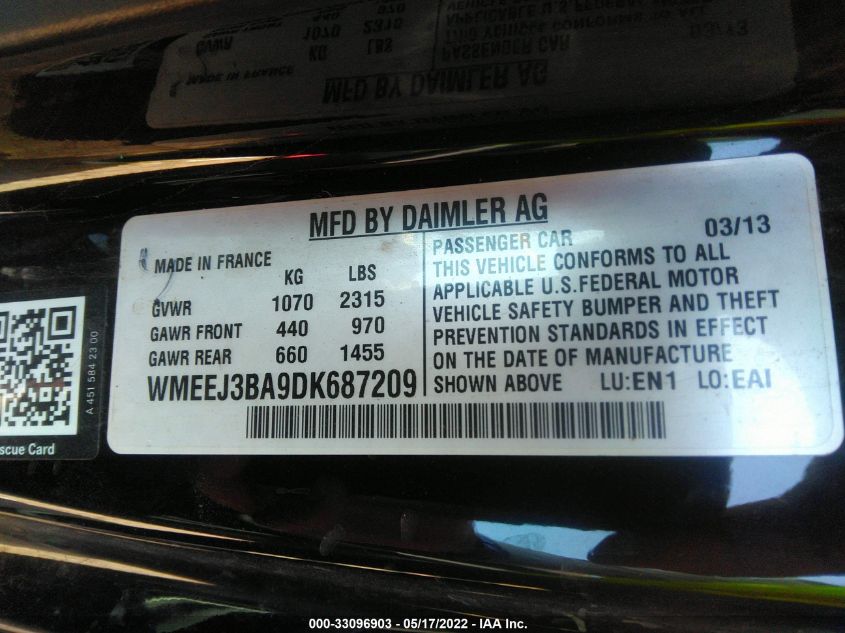 MFD BY DAIMLER AG
MADE IN FRANCE
KG LBS
GVWR 1070 2315
GAWR FRONT 440 970
GAWR REAR 660 1455
WMEEJ3BA9DK687209
PASSENGER CAR 03/13
THIS VEHICLE CONFORMS TO ALL
APPLICABLE U.S.FEDERAL MOTOR
VEHICLE SAFETY BUMPER AND THEFT
PREVENTION STANDARDS IN EFFECT
ON THE DATE OF MANUFACTURE
SHOWN ABOVE LU:EN1 LO:EAI
A 451 584 23 00
scue Card
000-33096903 - 05/17/2022 - IAA Inc.